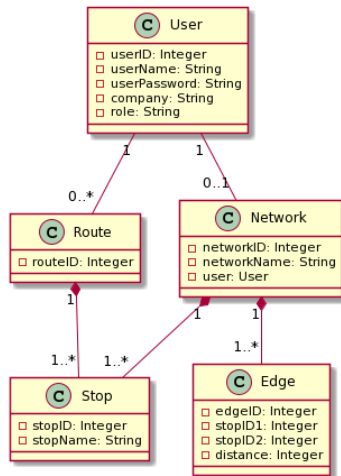 C User
userID: Integer
userName: String
userPassword: String
company: String
role: String
1 1
0..* 0..1
C Route
routeID: Integer
C Network
networkID: Integer
networkName: String
user: User
1 1 1
1..* 1..* 1..*
C Stop
stopID: Integer
stopName: String
C Edge
edgeID: Integer
stopID1: Integer
stopID2: Integer
distance: Integer